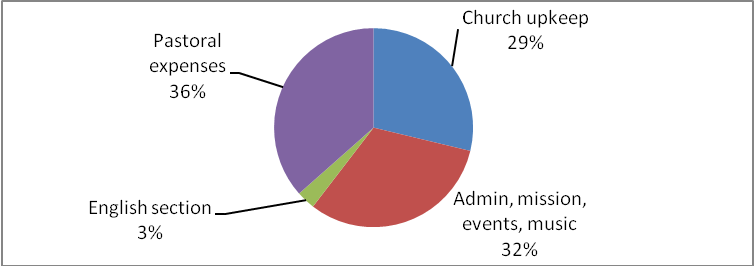 Church upkeep
29%
Admin, mission,
events, music
32%
English section
3%
Pastoral
expenses
36%